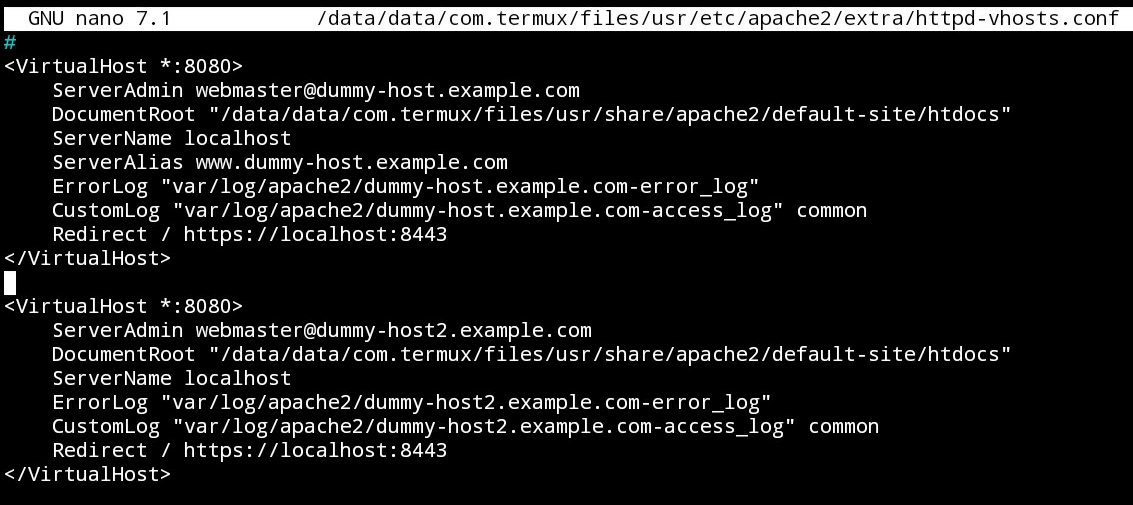 GNU nano 7.1 /data/data/com.termux/files/usr/etc/apache2/extra/httpd-vhosts.conf
#
<VirtualHost *:8080>
    ServerAdmin webmaster@dummy-host.example.com
    DocumentRoot "/data/data/com.termux/files/usr/share/apache2/default-site/htdocs"
    ServerName localhost
    ServerAlias www.dummy-host.example.com
    ErrorLog "var/log/apache2/dummy-host.example.com-error_log"
    CustomLog "var/log/apache2/dummy-host.example.com-access_log" common
    Redirect / https://localhost:8443
</VirtualHost>

<VirtualHost *:8080>
    ServerAdmin webmaster@dummy-host2.example.com
    DocumentRoot "/data/data/com.termux/files/usr/share/apache2/default-site/htdocs"
    ServerName localhost
    ErrorLog "var/log/apache2/dummy-host2.example.com-error_log"
    CustomLog "var/log/apache2/dummy-host2.example.com-access_log" common
    Redirect / https://localhost:8443
</VirtualHost>